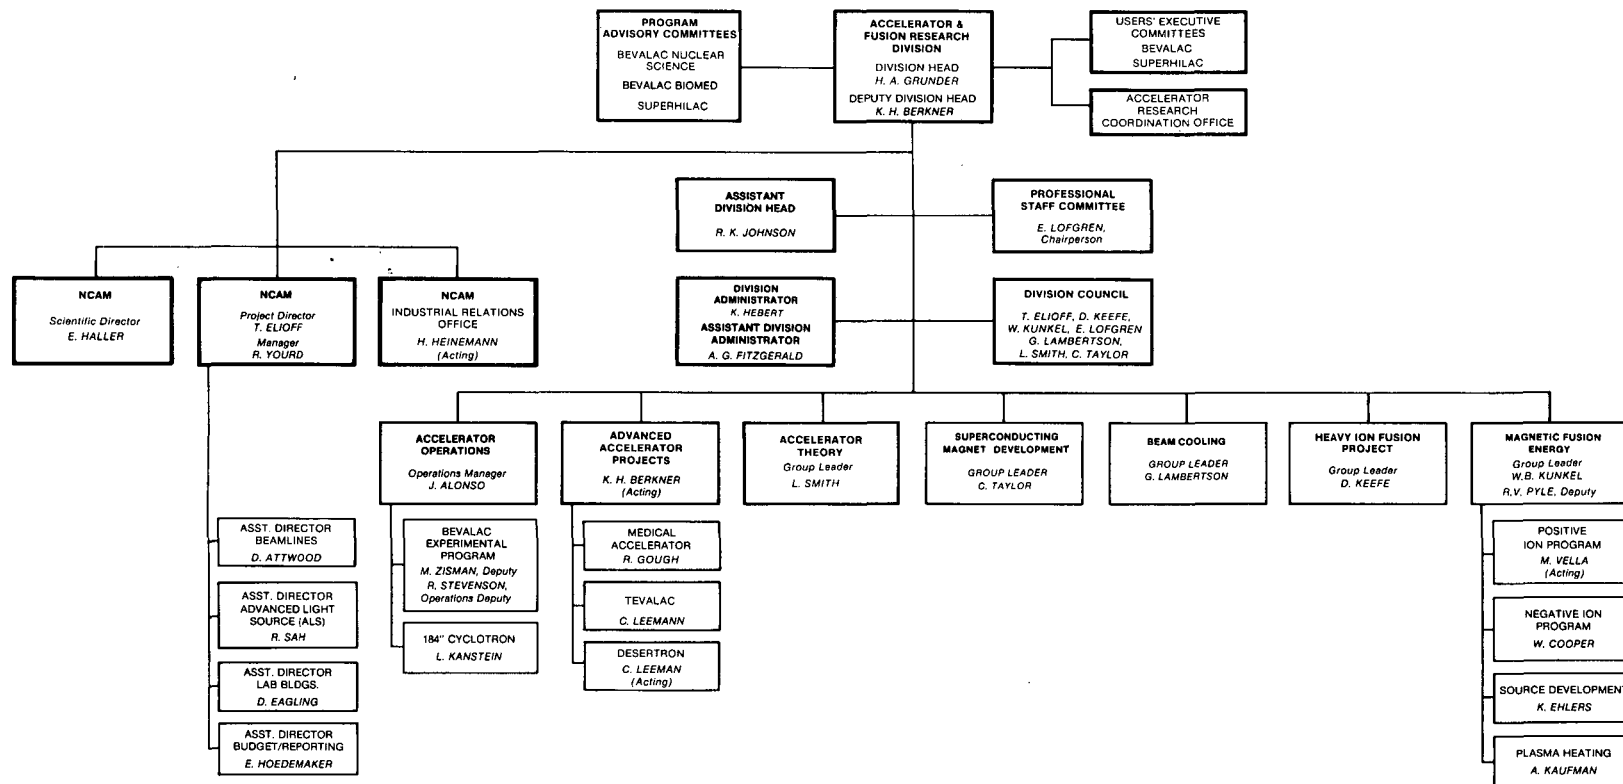 PROGRAM
ADVISORY COMMITTEES
BEVALAC NUCLEAR
SCIENCE
BEVALAC BIOMED
SUPERHILAC
ACCELERATOR &
FUSION RESEARCH
DIVISION
DIVISION HEAD
H. A. GRUNDER
DEPUTY DIVISION HEAD
K. H. BERKNER
USERS' EXECUTIVE
COMMITTEES
BEVALAC
SUPERHILAC
ACCELERATOR
RESEARCH
COORDINATION OFFICE
ASSISTANT
DIVISION HEAD
R. K. JOHNSON
PROFESSIONAL
STAFF COMMITTEE
E. LOFGREN,
Chairperson
NCAM
Scientific Director
E. HALLER
NCAM
Project Director
T. ELIOFF
Manager
R. YOURD
NCAM
INDUSTRIAL RELATIONS
OFFICE
H. HEINEMANN
(Acting)
DIVISION
ADMINISTRATOR
K. HEBERT
ASSISTANT DIVISION
ADMINISTRATOR
A. G. FITZGERALD
DIVISION COUNCIL
T. ELIOFF, D. KEEFE,
W. KUNKEL, E. LOFGREN
G. LAMBERTSON,
L. SMITH, C. TAYLOR
ACCELERATOR
OPERATIONS
Operations Manager
J. ALONSO
ADVANCED
ACCELERATOR
PROJECTS
K. H. BERKNER
(Acting)
ACCELERATOR
THEORY
Group Leader
L. SMITH
SUPERCONDUCTING
MAGNET DEVELOPMENT
GROUP LEADER
C. TAYLOR
BEAM COOLING
GROUP LEADER
G. LAMBERTSON
HEAVY ION FUSION
PROJECT
Group Leader
D. KEEFE
MAGNETIC FUSION
ENERGY
Group Leader
W.B. KUNKEL
R.V. PYLE, Deputy
ASST. DIRECTOR
BEAMLINES
D. ATTWOOD
ASST. DIRECTOR
ADVANCED LIGHT
SOURCE (ALS)
R. SAH
ASST. DIRECTOR
LAB BLDGS.
D. EAGLING
ASST. DIRECTOR
BUDGET/REPORTING
E. HOEDEMAKER
BEVALAC
EXPERIMENTAL
PROGRAM
M. ZISMAN, Deputy
R. STEVENSON,
Operations Deputy
184" CYCLOTRON
L. KANSTEIN
MEDICAL
ACCELERATOR
R. GOUGH
TEVALAC
C. LEEMANN
DESERTRON
C. LEEMAN
(Acting)
POSITIVE
ION PROGRAM
M. VELLA
(Acting)
NEGATIVE ION
PROGRAM
W. COOPER
SOURCE DEVELOPMENT
K. EHLERS
PLASMA HEATING
A. KAUFMAN